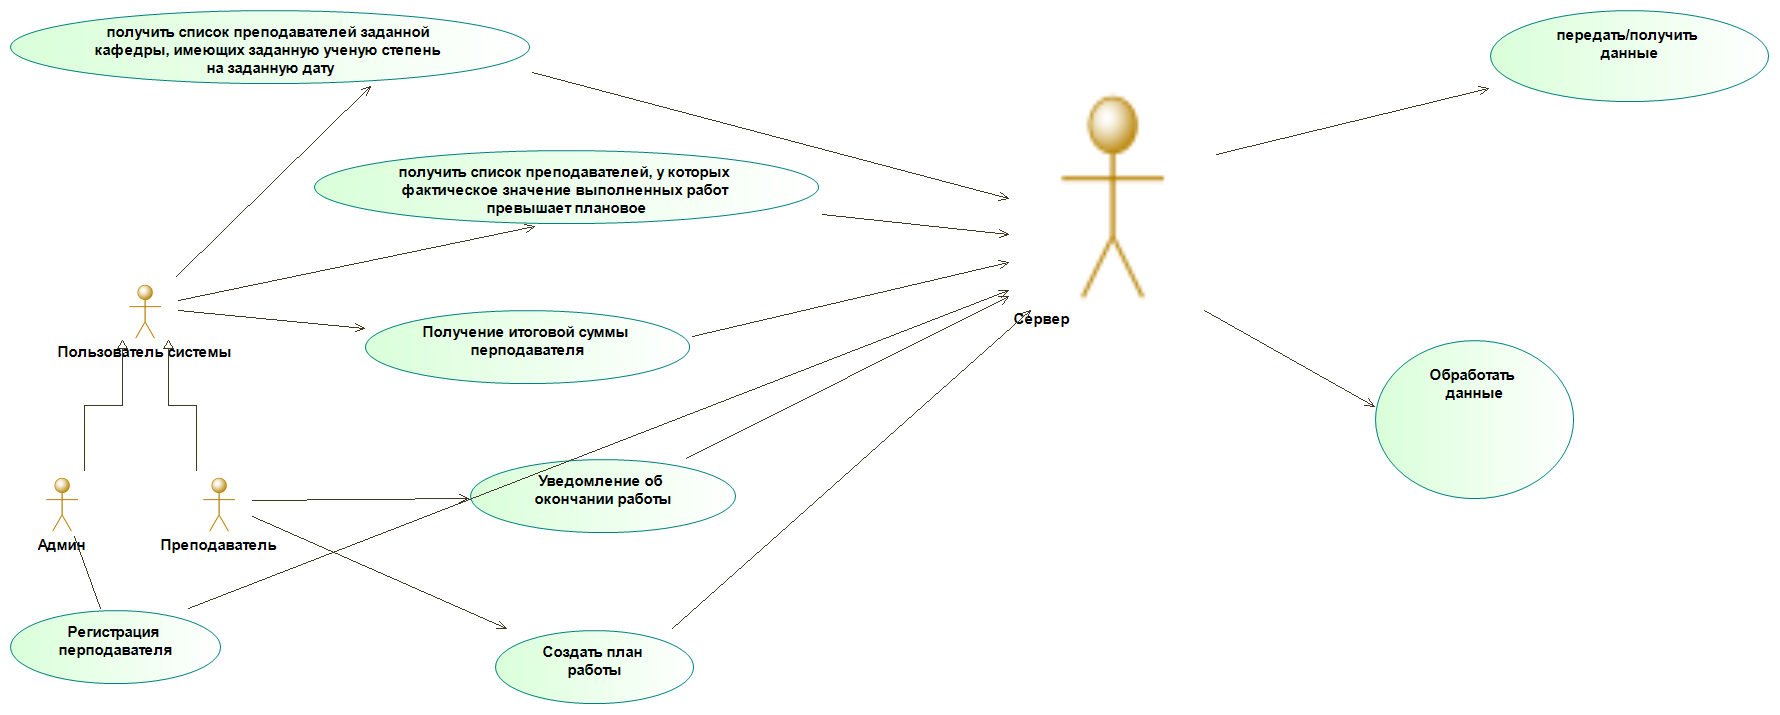 получить список преподавателей заданной
кафедры, имеющих заданную ученую степень
на заданную дату
передать/получить
данные
получить список преподавателей, у которых
фактическое значение выполненных работ
превышает плановое
Сервер
Получение итоговой суммы
перподавателя
Пользователь системы
Обработать
данные
Уведомление об
окончании работы
Админ
Преподаватель
Регистрация
перподавателя
Создать план
работы